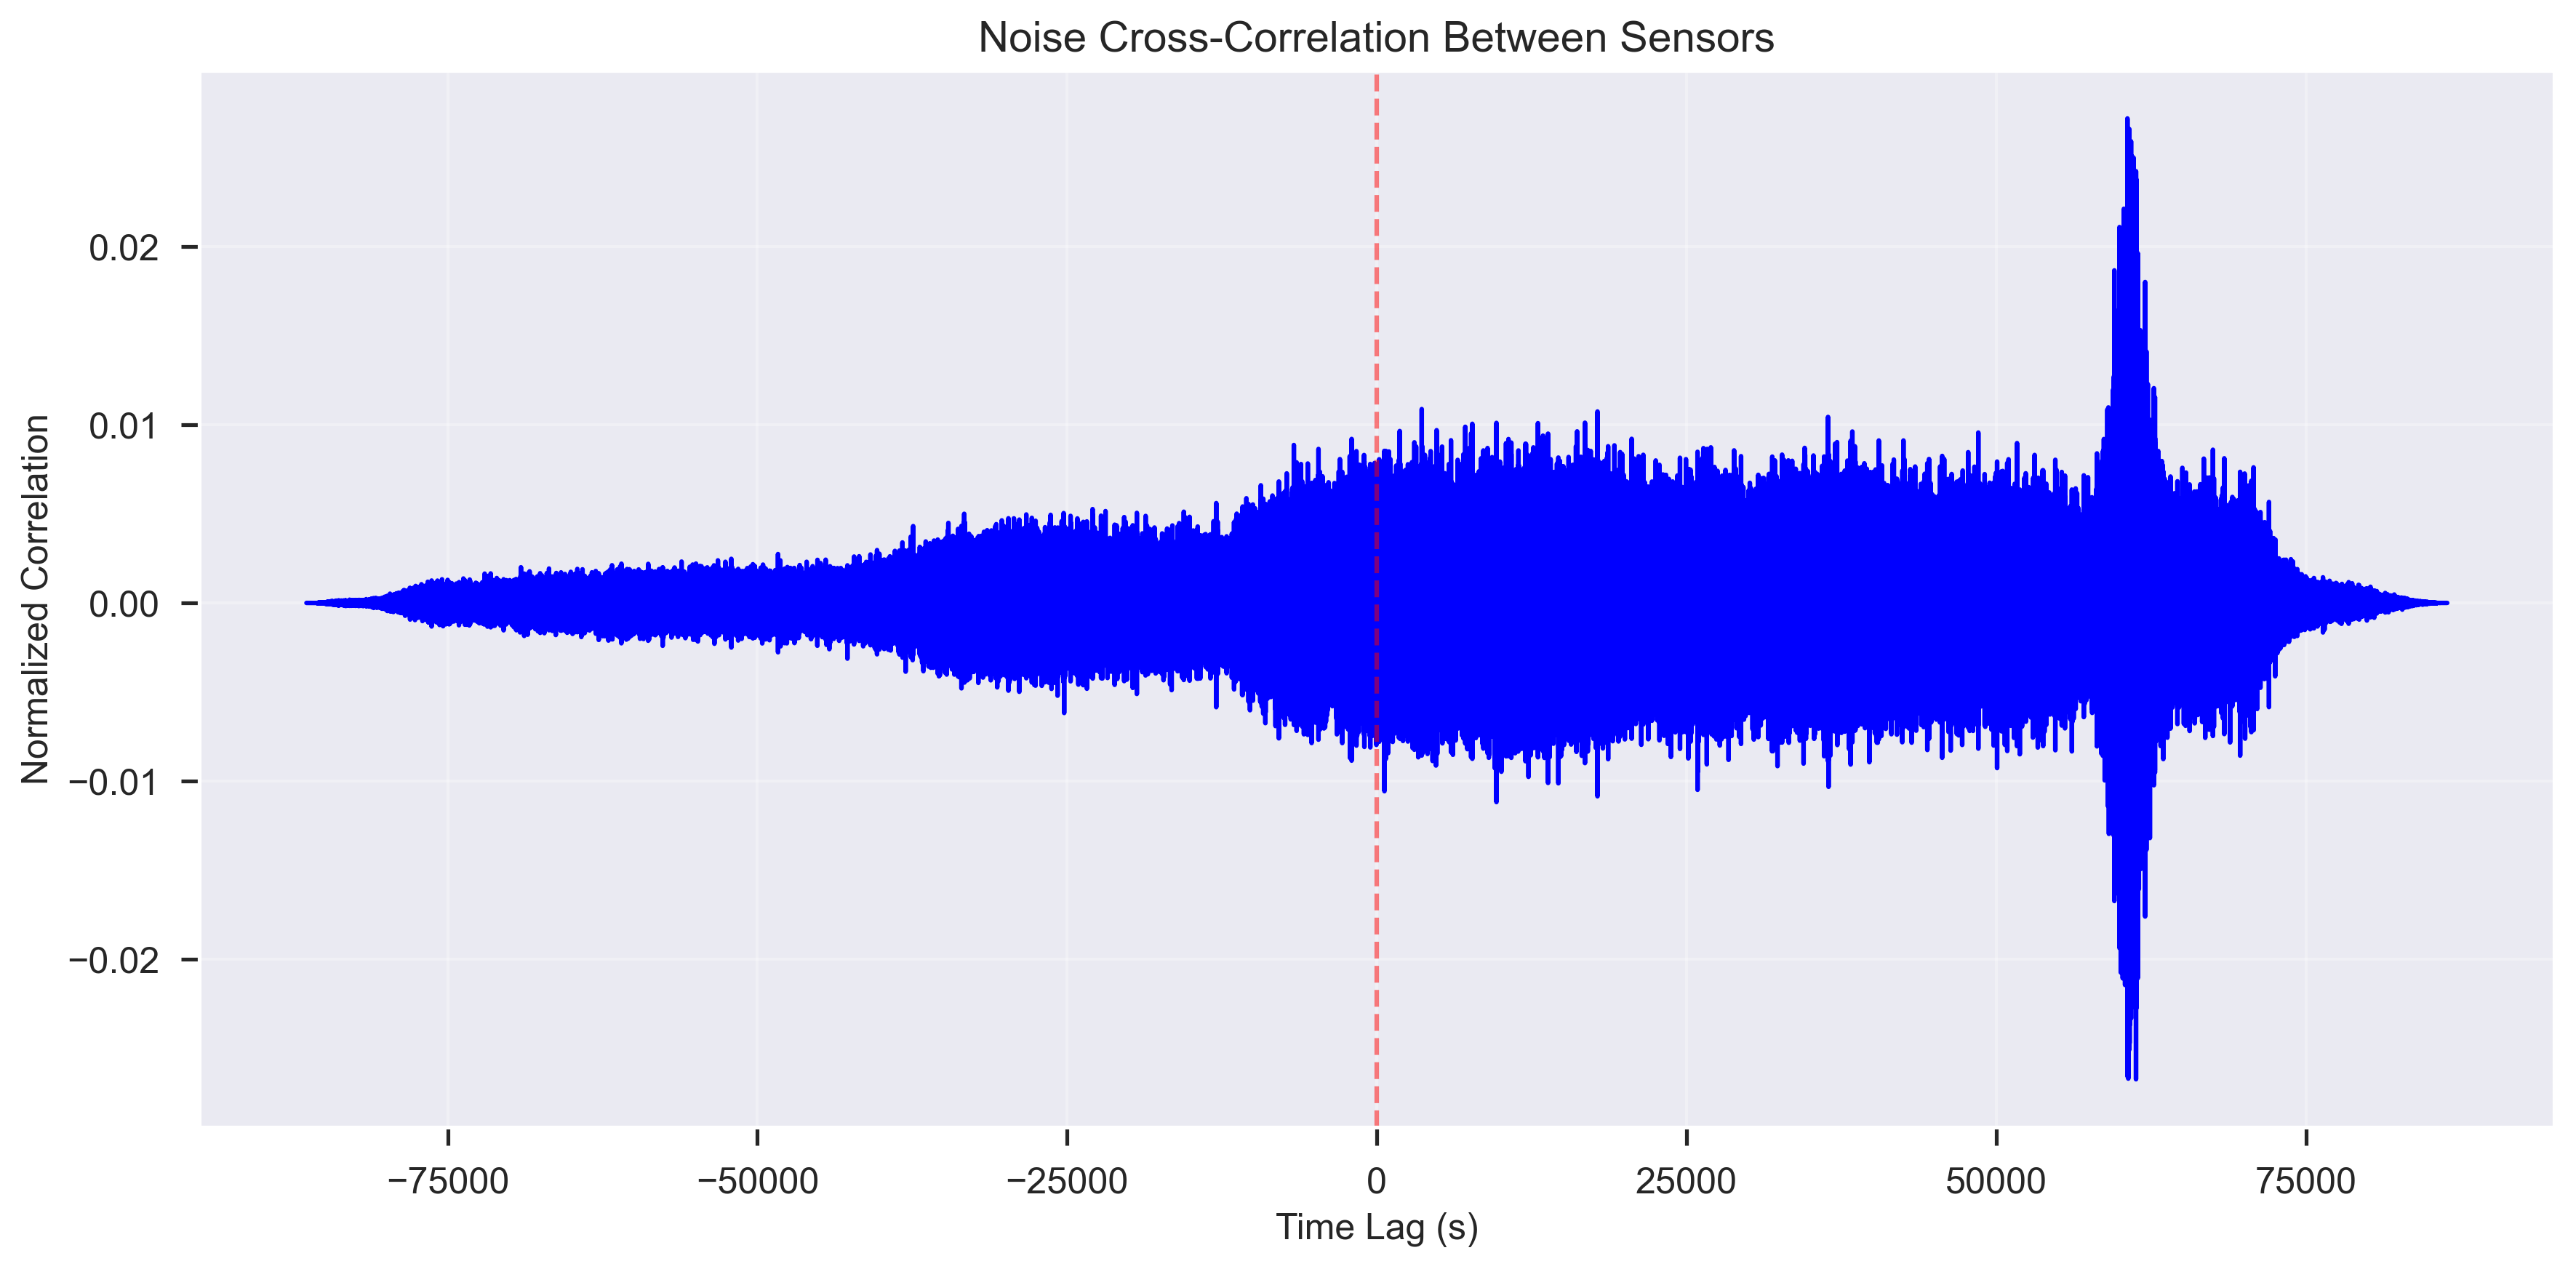 Noise Cross-Correlation Between Sensors
Normalized Correlation
0.02
0.01
0.00
−0.01
−0.02
−75000 −50000 −25000 0 25000 50000 75000
Time Lag (s)